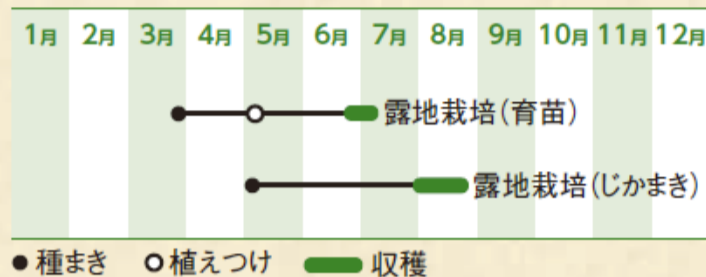 1月 2月 3月 4月 5月 6月 7月 8月 9月 10月 11月 12月
露地栽培(育苗)
露地栽培(じかまき)
種まき 植えつけ 収穫